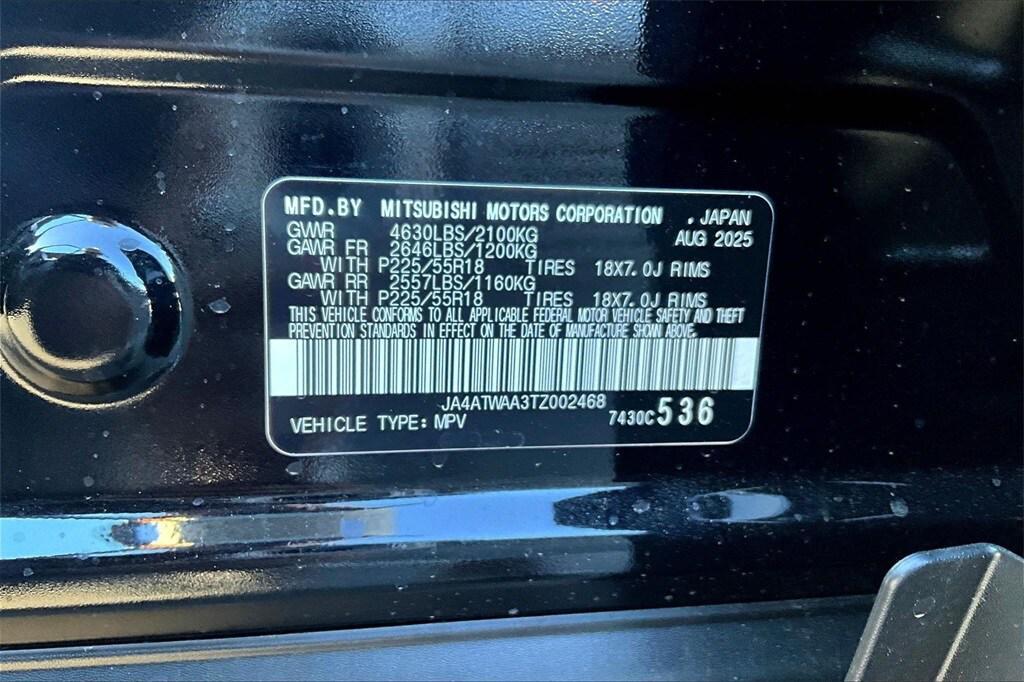 MFD.BY MITSUBISHI MOTORS CORPORATION , JAPAN
GVWR 4630LBS/2100KG AUG 2025
GAWR FR 2646LBS/1200KG
WITH P225/55R18 TIRES 18X7.0J RIMS
GAWR RR 2557LBS/1160KG
WITH P225/55R18 TIRES 18X7.0J RIMS
THIS VEHICLE CONFORMS TO ALL APPLICABLE FEDERAL MOTOR VEHICLE SAFETY AND THEFT
PREVENTION STANDARDS IN EFFECT ON THE DATE OF MANUFACTURE SHOWN ABOVE.
JA4ATWAA3TZ002468
VEHICLE TYPE: MPV 7430C 536